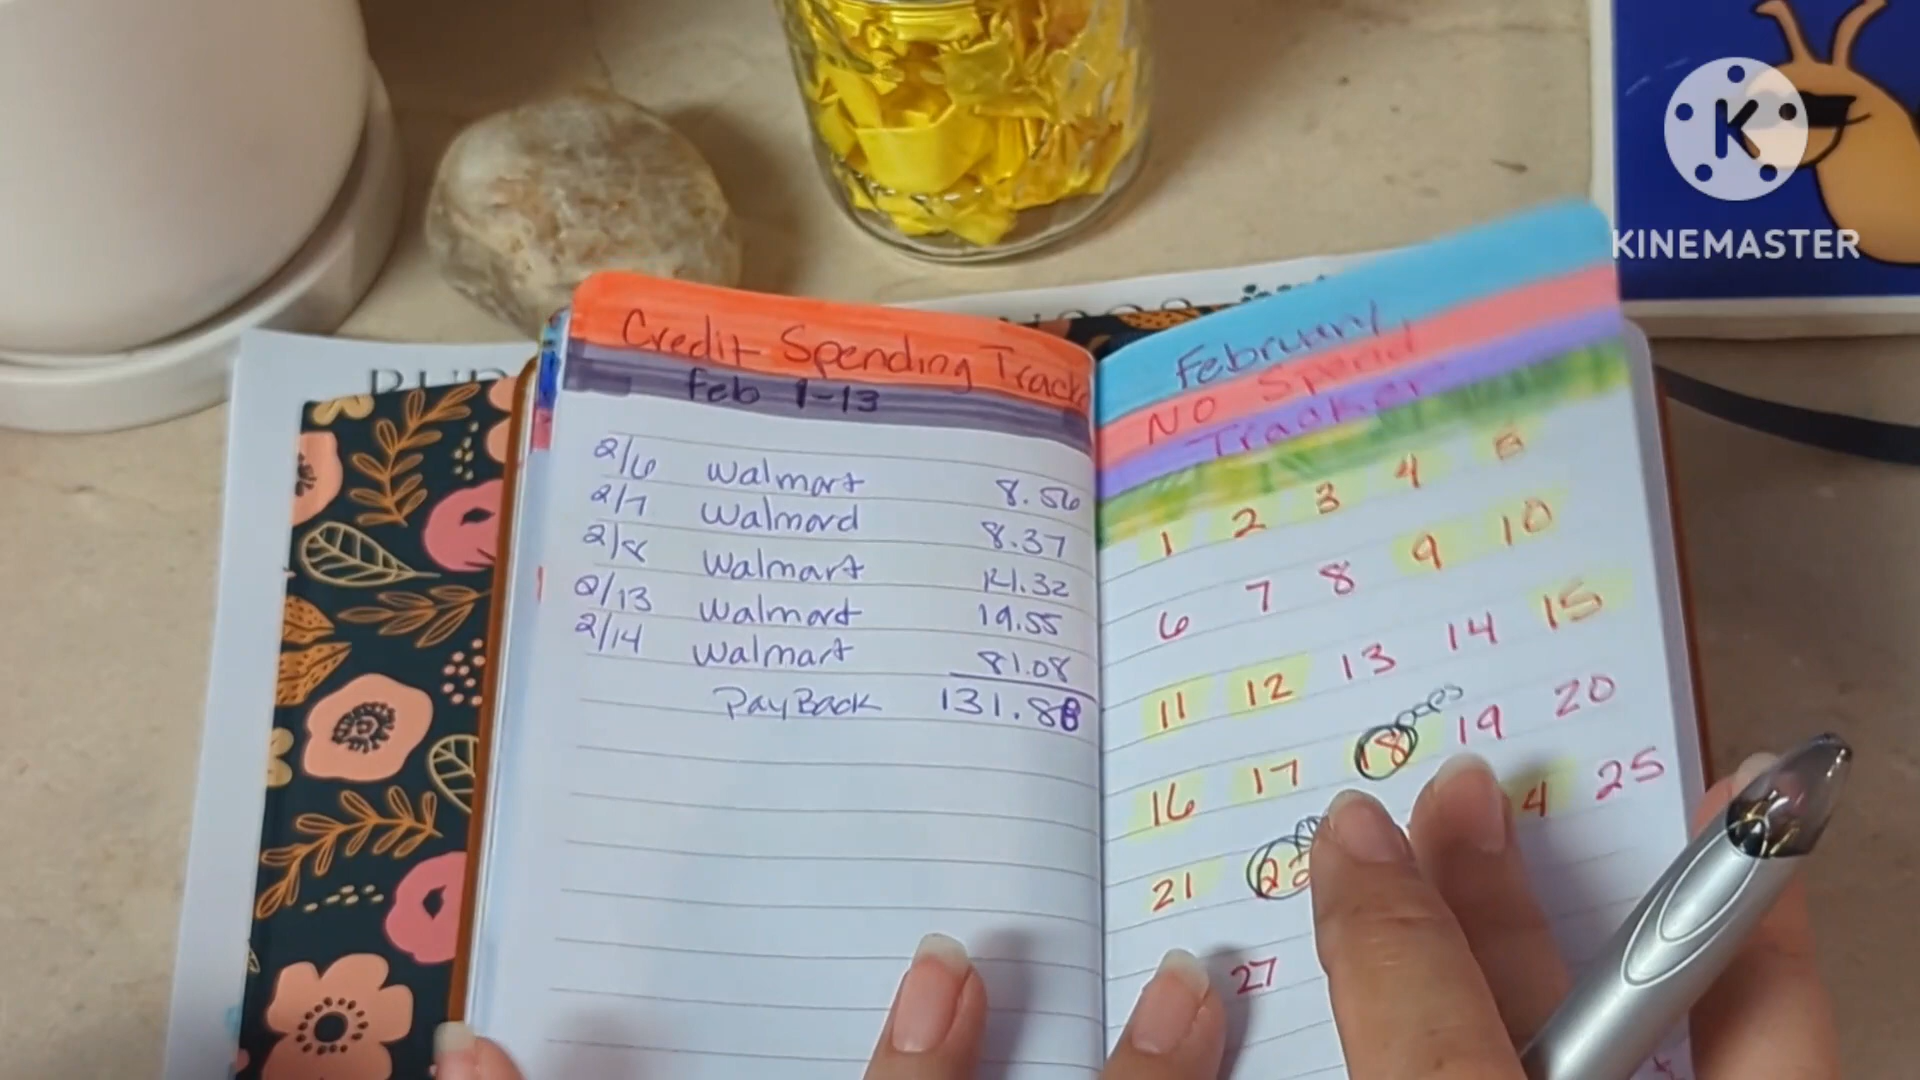 KINEMASTER
Credit Spending Track
Feb 1-13
2/6 Walmart 8.56
2/7 Walmard 8.37
2/8 Walmart 14.32
2/13 Walmart 19.55
2/14 Walmart 81.08
PayBack 131.88
February
No Spend
Tracker
1 2 3 4 5
6 7 8 9 10
11 12 13 14 15
16 17 18 19 20
21 22 4 25
27